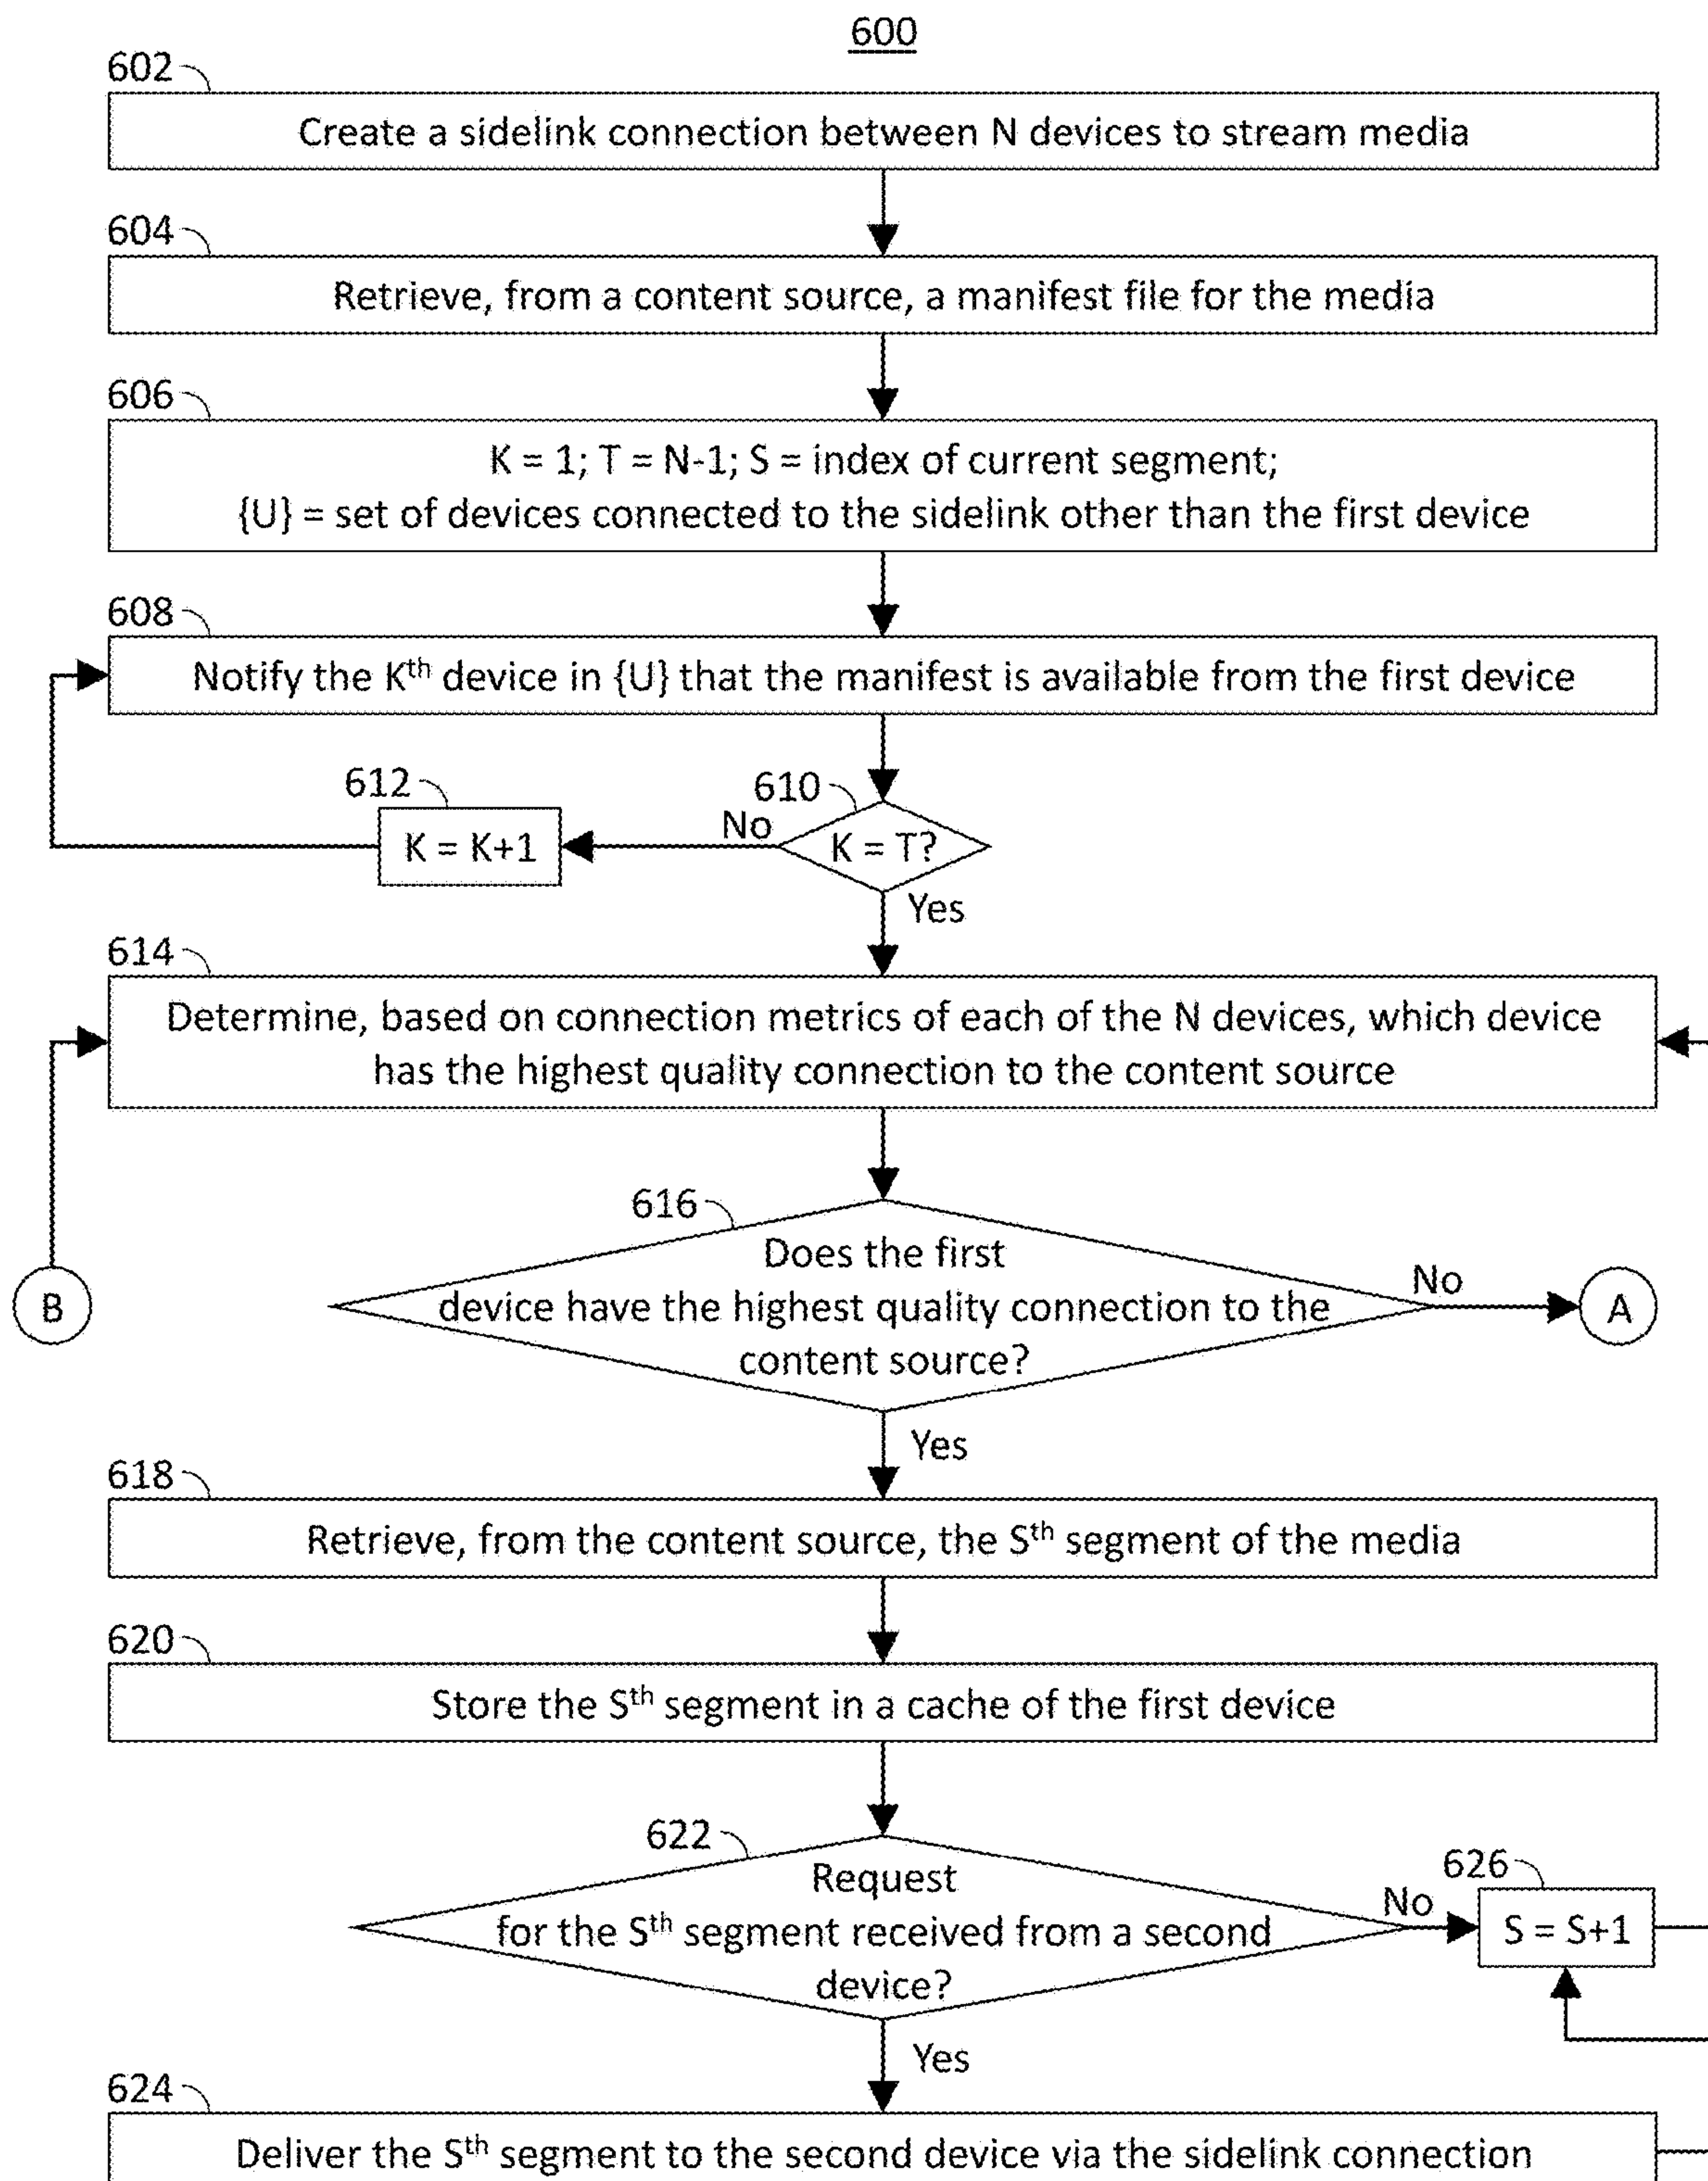 600
602
Create a sidelink connection between N devices to stream media
604
Retrieve, from a content source, a manifest file for the media
606
K = 1; T = N-1; S = index of current segment;
{U} = set of devices connected to the sidelink other than the first device
608
Notify the Kth device in {U} that the manifest is available from the first device
612
610
No
K = K+1
K = T?
Yes
614
Determine, based on connection metrics of each of the N devices, which device
has the highest quality connection to the content source
616
Does the first
No
device have the highest quality connection to the
B
A
content source?
Yes
618
Retrieve, from the content source, the Sth segment of the media
620
Store the Sth segment in a cache of the first device
622
Request
626
No
for the Sth segment received from a second
S = S+1
device?
Yes
624
Deliver the Sth segment to the second device via the sidelink connection